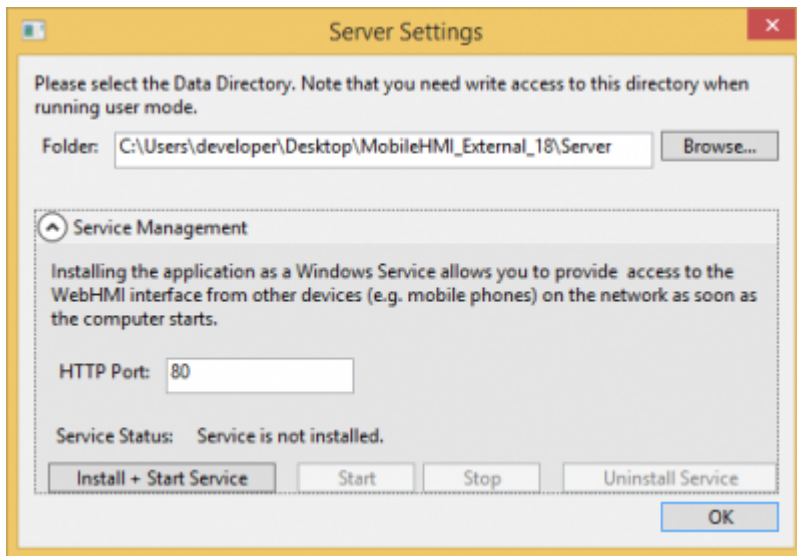 Server Settings
Please select the Data Directory. Note that you need write access to this directory when
running user mode.
Folder: C:\Users\developer\Desktop\MobileHMI_External_18\Server Browse...
Service Management
Installing the application as a Windows Service allows you to provide access to the
WebHMI interface from other devices (e.g. mobile phones) on the network as soon as
the computer starts.
HTTP Port: 80
Service Status: Service is not installed.
Install + Start Service Start Stop Uninstall Service
OK